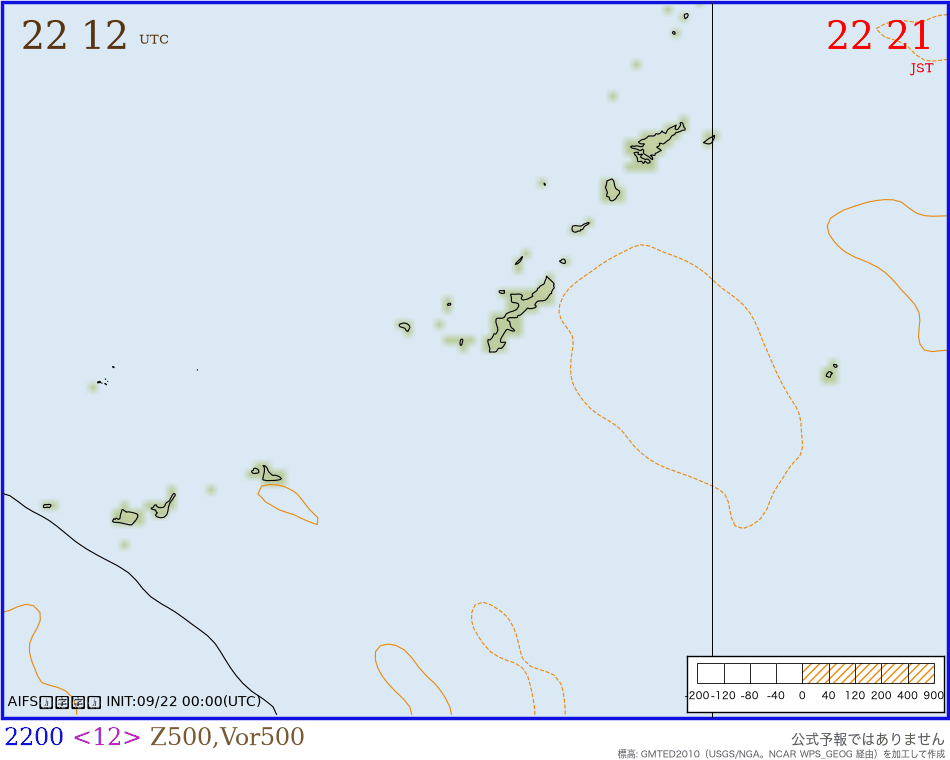 22 12 UTC
22 21
JST
-200 -120 -80 -40 0 40 120 200 400 900
AIFS INIT:09/22 00:00(UTC)
2200 <12> Z500,Vor500
公式予報ではありません
標高: GMTED2010（USGS/NGA。NCAR WPS_GEOG 経由）を加工して作成